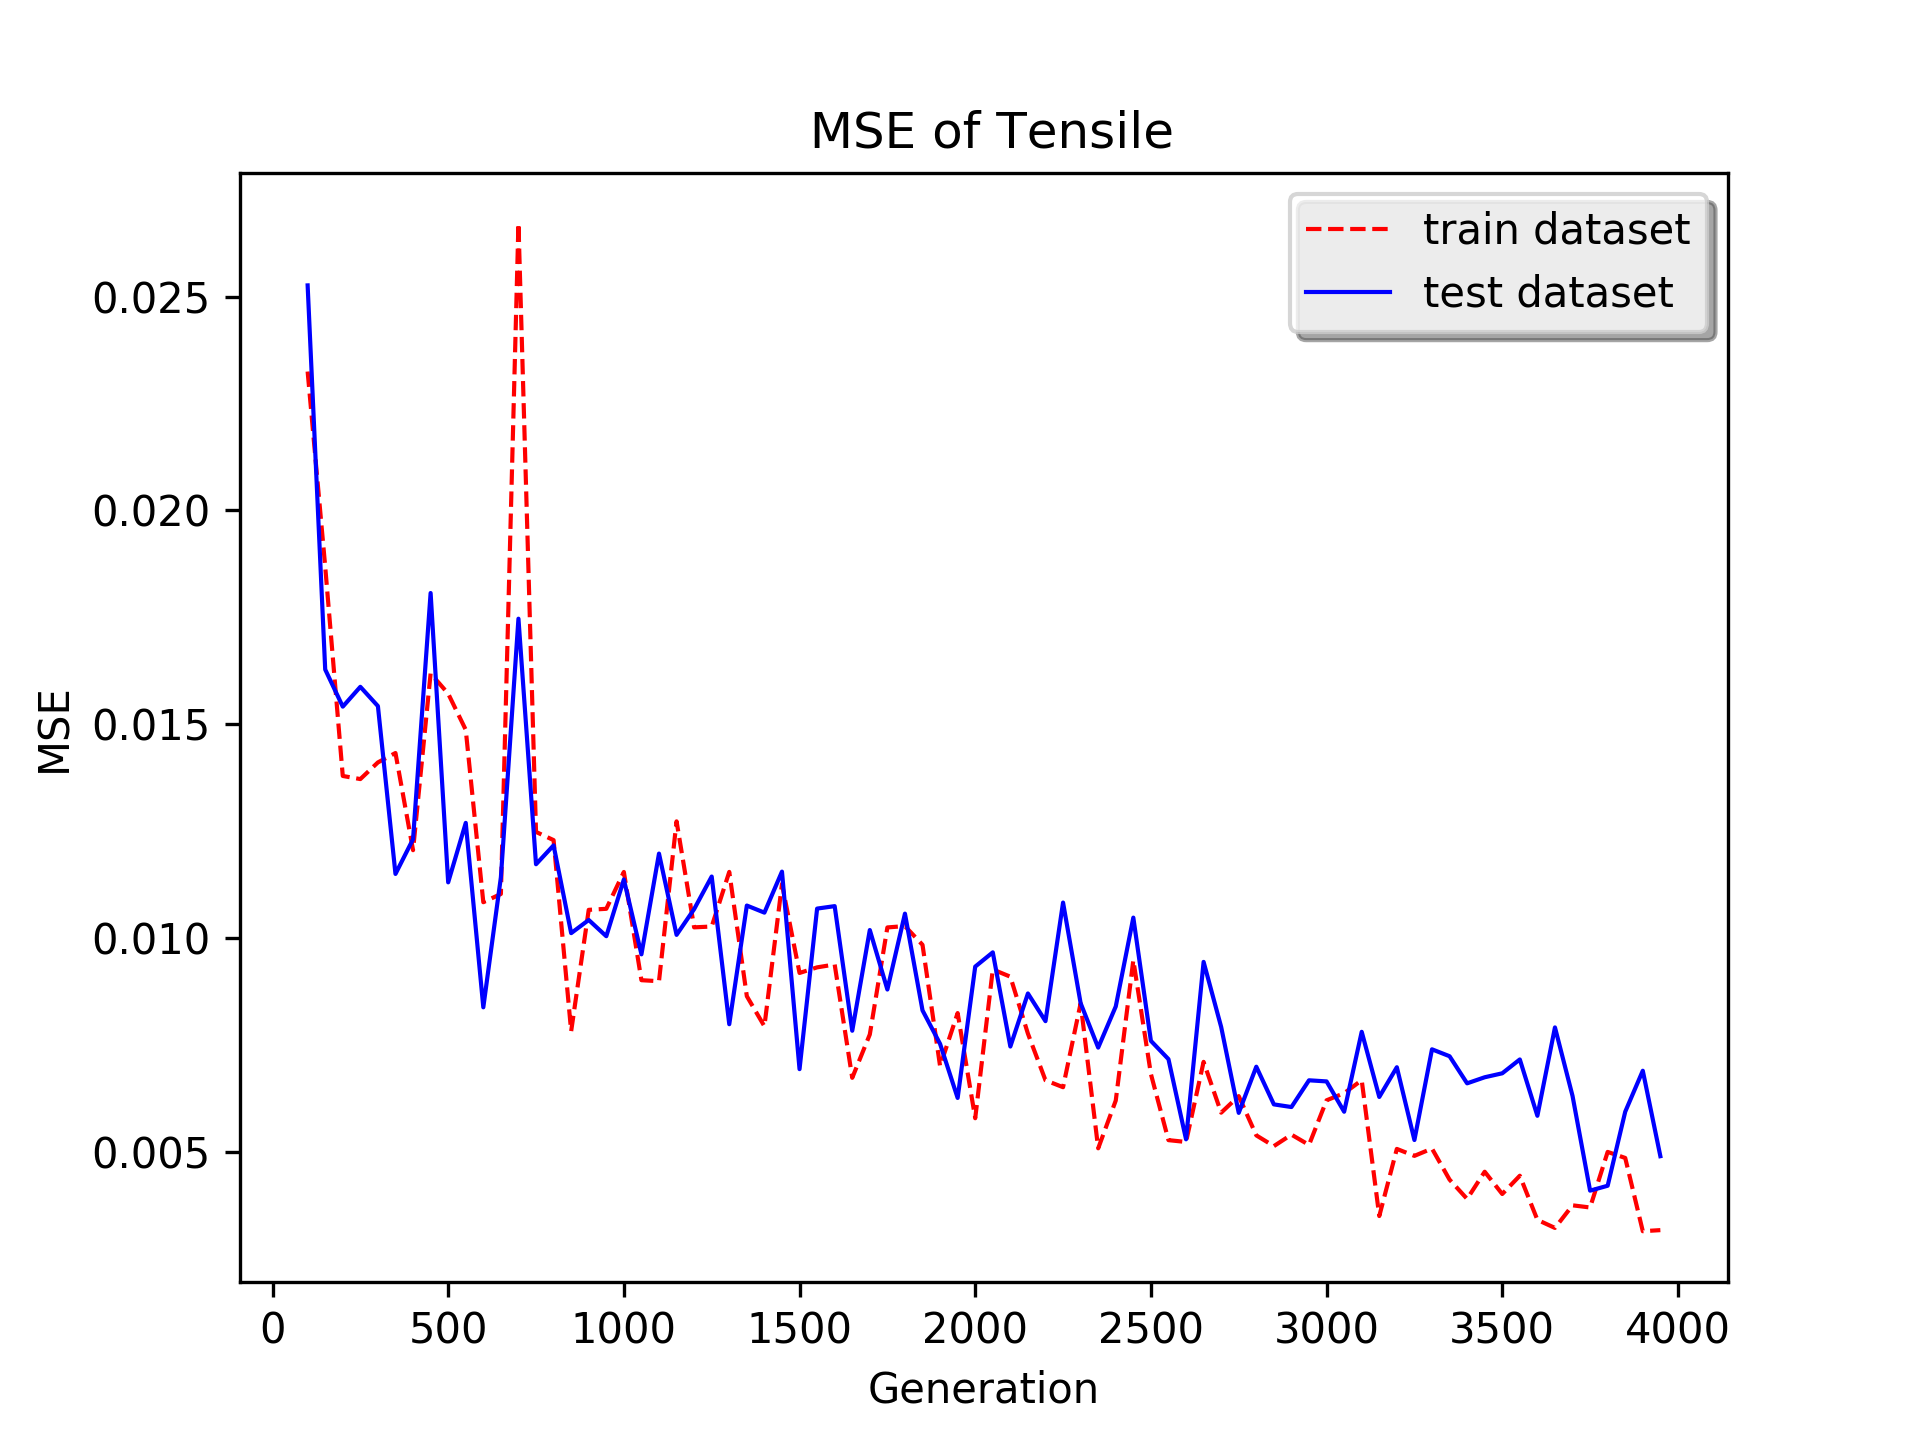 MSE of Tensile
train dataset
test dataset
0.025
0.020
0.015
0.010
0.005
MSE
0 500 1000 1500 2000 2500 3000 3500 4000
Generation